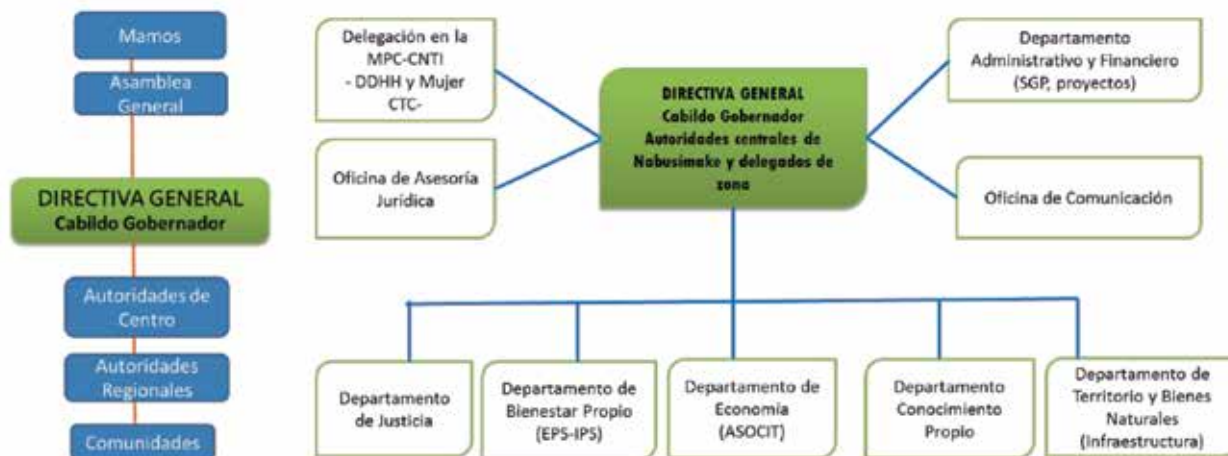 Mamos
Asamblea
General
DIRECTIVA GENERAL
Cabildo Gobernador
Autoridades de
Centro
Autoridades
Regionales
Comunidades
Delegación en la
MPC-CNTI
- DDHH y Mujer
CTC-
Oficina de Asesoría
Jurídica
DIRECTIVA GENERAL
Cabildo Gobernador
Autoridades centrales de
Nabusimake y delegados de
zona
Departamento
Administrativo y Financiero
(SGP, proyectos)
Oficina de Comunicación
Departamento
de Justicia
Departamento de
Bienestar Propio
(EPS-IPS)
Departamento de
Economía
(ASOCIT)
Departamento
Conocimiento
Propio
Departamento de
Territorio y Bienes
Naturales
(Infraestructura)